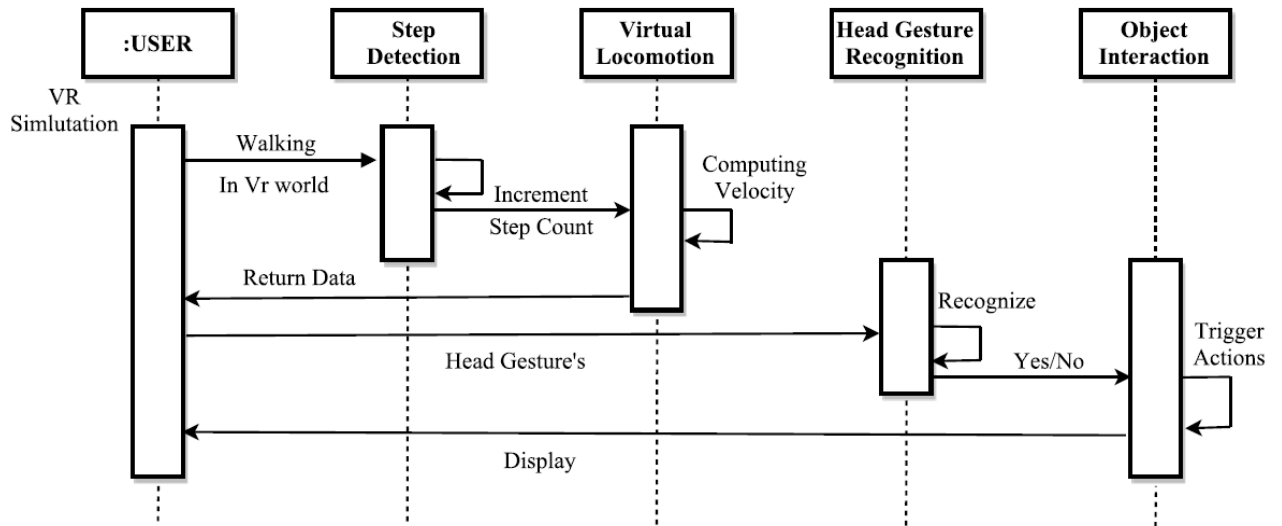 :USER
Step
Detection
Virtual
Locomotion
Head Gesture
Recognition
Object
Interaction
VR
Simlutation
Walking
In Vr world
Increment
Step Count
Computing
Velocity
Return Data
Recognize
Head Gesture's
Yes/No
Trigger
Actions
Display